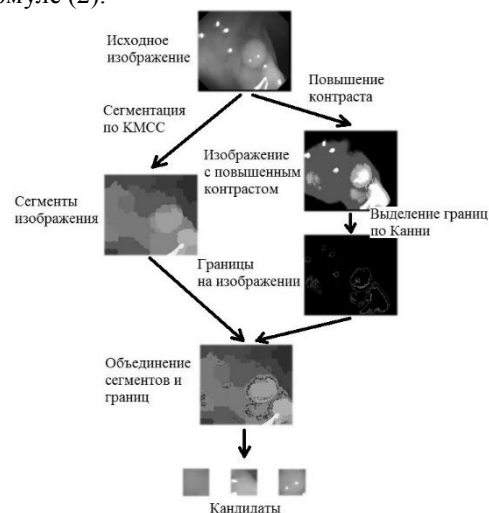 муле (2).
Исходное
изображение
Повышение
контраста
Сегментация
по КМСС
Изображение
с повышенным
контрастом
Сегменты
изображения
Выделение границ
по Канни
Границы
на изображении
Объединение
сегментов и
границ
Кандидаты